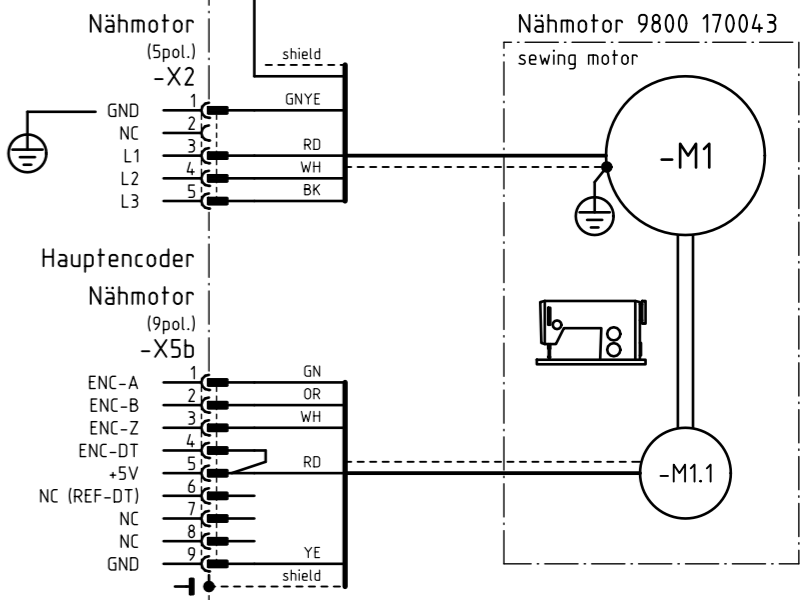 Nähmotor
(5pol.)
-X2
shield
GND 1 GNYE
NC 2
L1 3 RD
L2 4 WH
L3 5 BK
Nähmotor 9800 170043
sewing motor
-M1
Hauptencoder
Nähmotor
(9pol.)
-X5b
ENC-A 1 GN
ENC-B 2 OR
ENC-Z 3 WH
ENC-DT 4
+5V 5 RD
NC (REF-DT) 6
NC 7
NC 8
GND 9 YE
shield
-M1.1